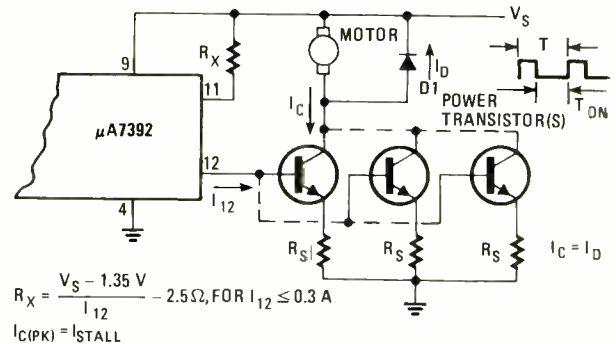 V_S
MOTOR
R_X
9
11
I_D
D1
T
T_ON
I_C
POWER
TRANSISTOR(S)
µA7392
12
I_12
4
R_S
R_S
R_S
I_C = I_D
R_X = (V_S − 1.35 V) / I_12 − 2.5 Ω, FOR I_12 ≤ 0.3 A
I_C(PK) = I_STALL